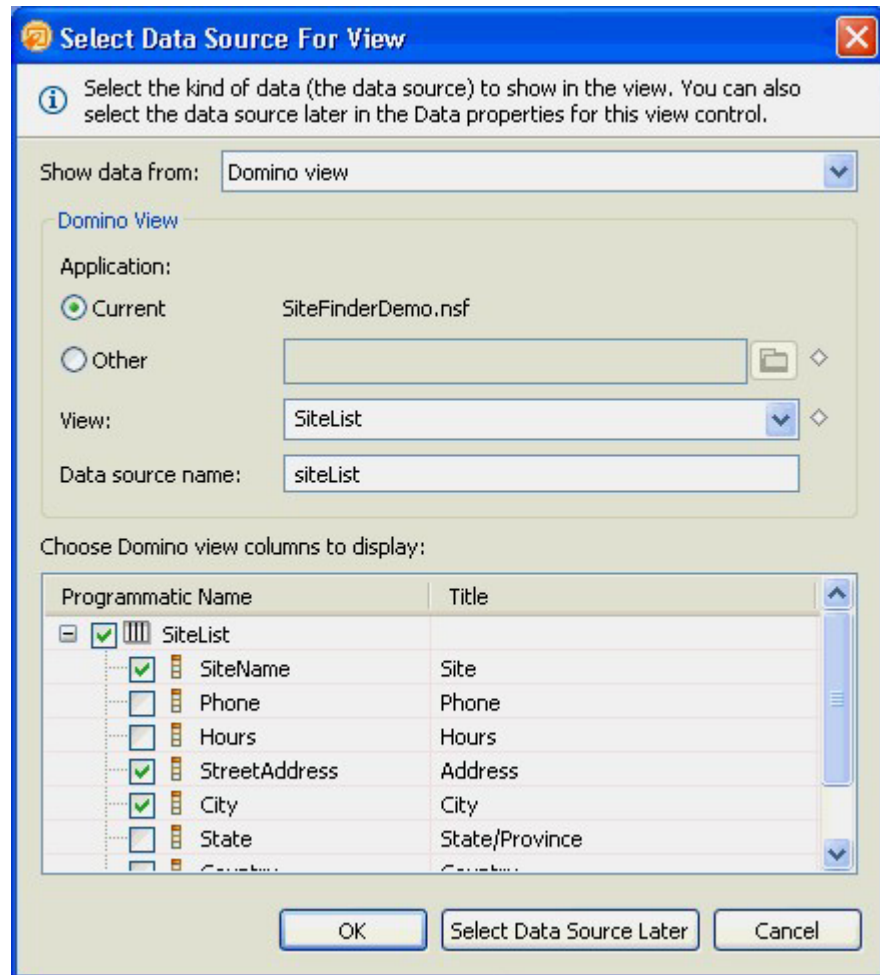 Select Data Source For View
Select the kind of data (the data source) to show in the view. You can also
select the data source later in the Data properties for this view control.
Show data from: Domino view
Domino View
Application:
Current SiteFinderDemo.nsf
Other
View: SiteList
Data source name: siteList
Choose Domino view columns to display:
Programmatic Name Title
SiteList
SiteName Site
Phone Phone
Hours Hours
StreetAddress Address
City City
State State/Province
OK Select Data Source Later Cancel